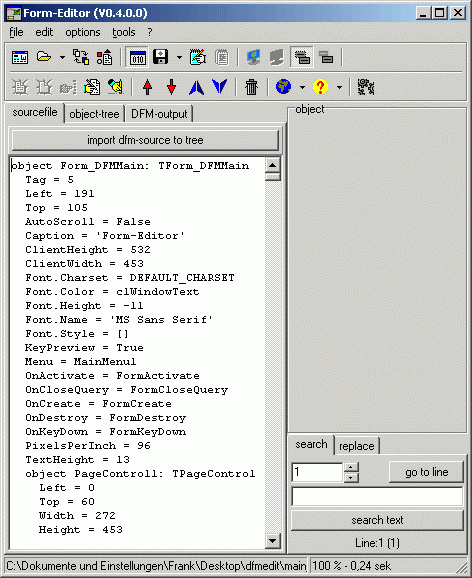 Form-Editor (V0.4.0.0)
file edit options tools ?
010
sourcefile object-tree DFM-output
object
import dfm-source to tree
object Form_DFMMain: TForm_DFMMain
Tag = 5
Left = 191
Top = 105
AutoScroll = False
Caption = 'Form-Editor'
ClientHeight = 532
ClientWidth = 453
Font.Charset = DEFAULT_CHARSET
Font.Color = clWindowText
Font.Height = -11
Font.Name = 'MS Sans Serif'
Font.Style = []
KeyPreview = True
Menu = MainMenu1
OnActivate = FormActivate
OnCloseQuery = FormCloseQuery
OnCreate = FormCreate
OnDestroy = FormDestroy
OnKeyDown = FormKeyDown
PixelsPerInch = 96
TextHeight = 13
object PageControl1: TPageControl
Left = 0
Top = 60
Width = 272
Height = 453
search replace
1
go to line
search text
Line:1 (1)
C:\Dokumente und Einstellungen\Frank\Desktop\dfmedit\main 100 % - 0,24 sek